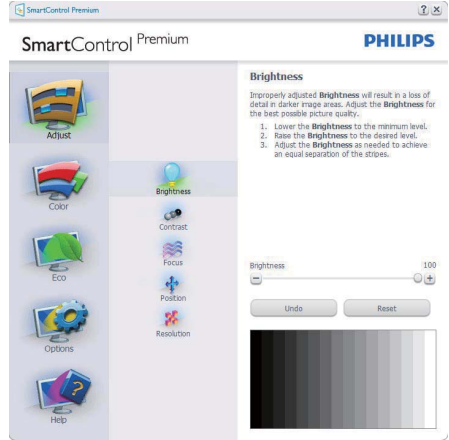 SmartControl Premium
? ×
SmartControl Premium
PHILIPS
Adjust
Color
Eco
Options
Help
Brightness
Contrast
Focus
Position
Resolution
Brightness
Improperly adjusted Brightness will result in a loss of
detail in darker image areas. Adjust the Brightness for
the best possible picture quality.
1. Lower the Brightness to the minimum level.
2. Raise the Brightness to the desired level.
3. Adjust the Brightness as needed to achieve
an equal separation of the stripes.
Brightness 100
Undo Reset